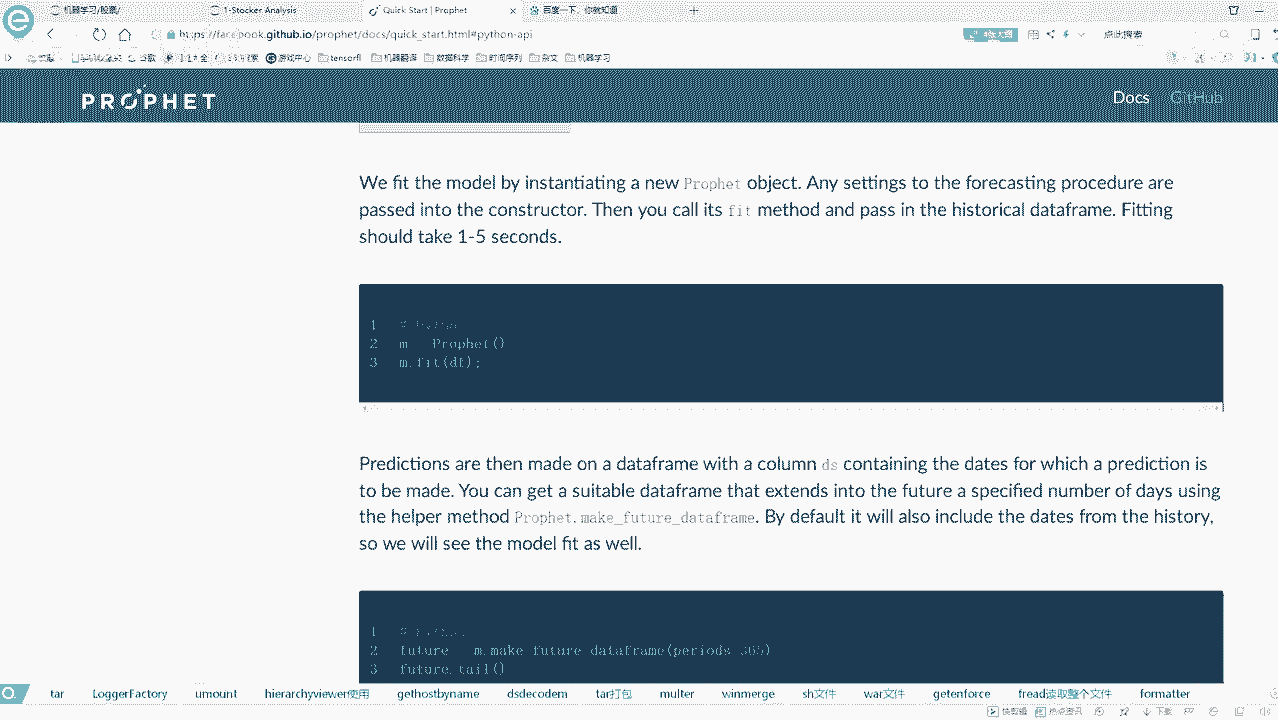 机器学习/股票/
1-Stocker Analysis
Quick Start | Prophet
百度一下，你就知道
https://facebook.github.io/prophet/docs/quick_start.html#python-api
点此搜索
游戏中心
tensorfl
机器翻译
数据科学
时间序列
杂文
机器学习
PROPHET
Docs
GitHub
We fit the model by instantiating a new Prophet object. Any settings to the forecasting procedure are
passed into the constructor. Then you call its fit method and pass in the historical dataframe. Fitting
should take 1-5 seconds.
1
2 m Prophet()
3 m.fit(df);
Predictions are then made on a dataframe with a column ds containing the dates for which a prediction is
to be made. You can get a suitable dataframe that extends into the future a specified number of days using
the helper method Prophet.make_future_dataframe. By default it will also include the dates from the history,
so we will see the model fit as well.
1
2 future m.make_future_dataframe(periods 365)
3 future.tail()
tar LoggerFactory umount hierarchyviewer使用 gethostbyname dsdecodem tar打包 multer winmerge sh文件 war文件 getenforce fread读取整个文件 formatter
快剪辑 热点资讯 下载